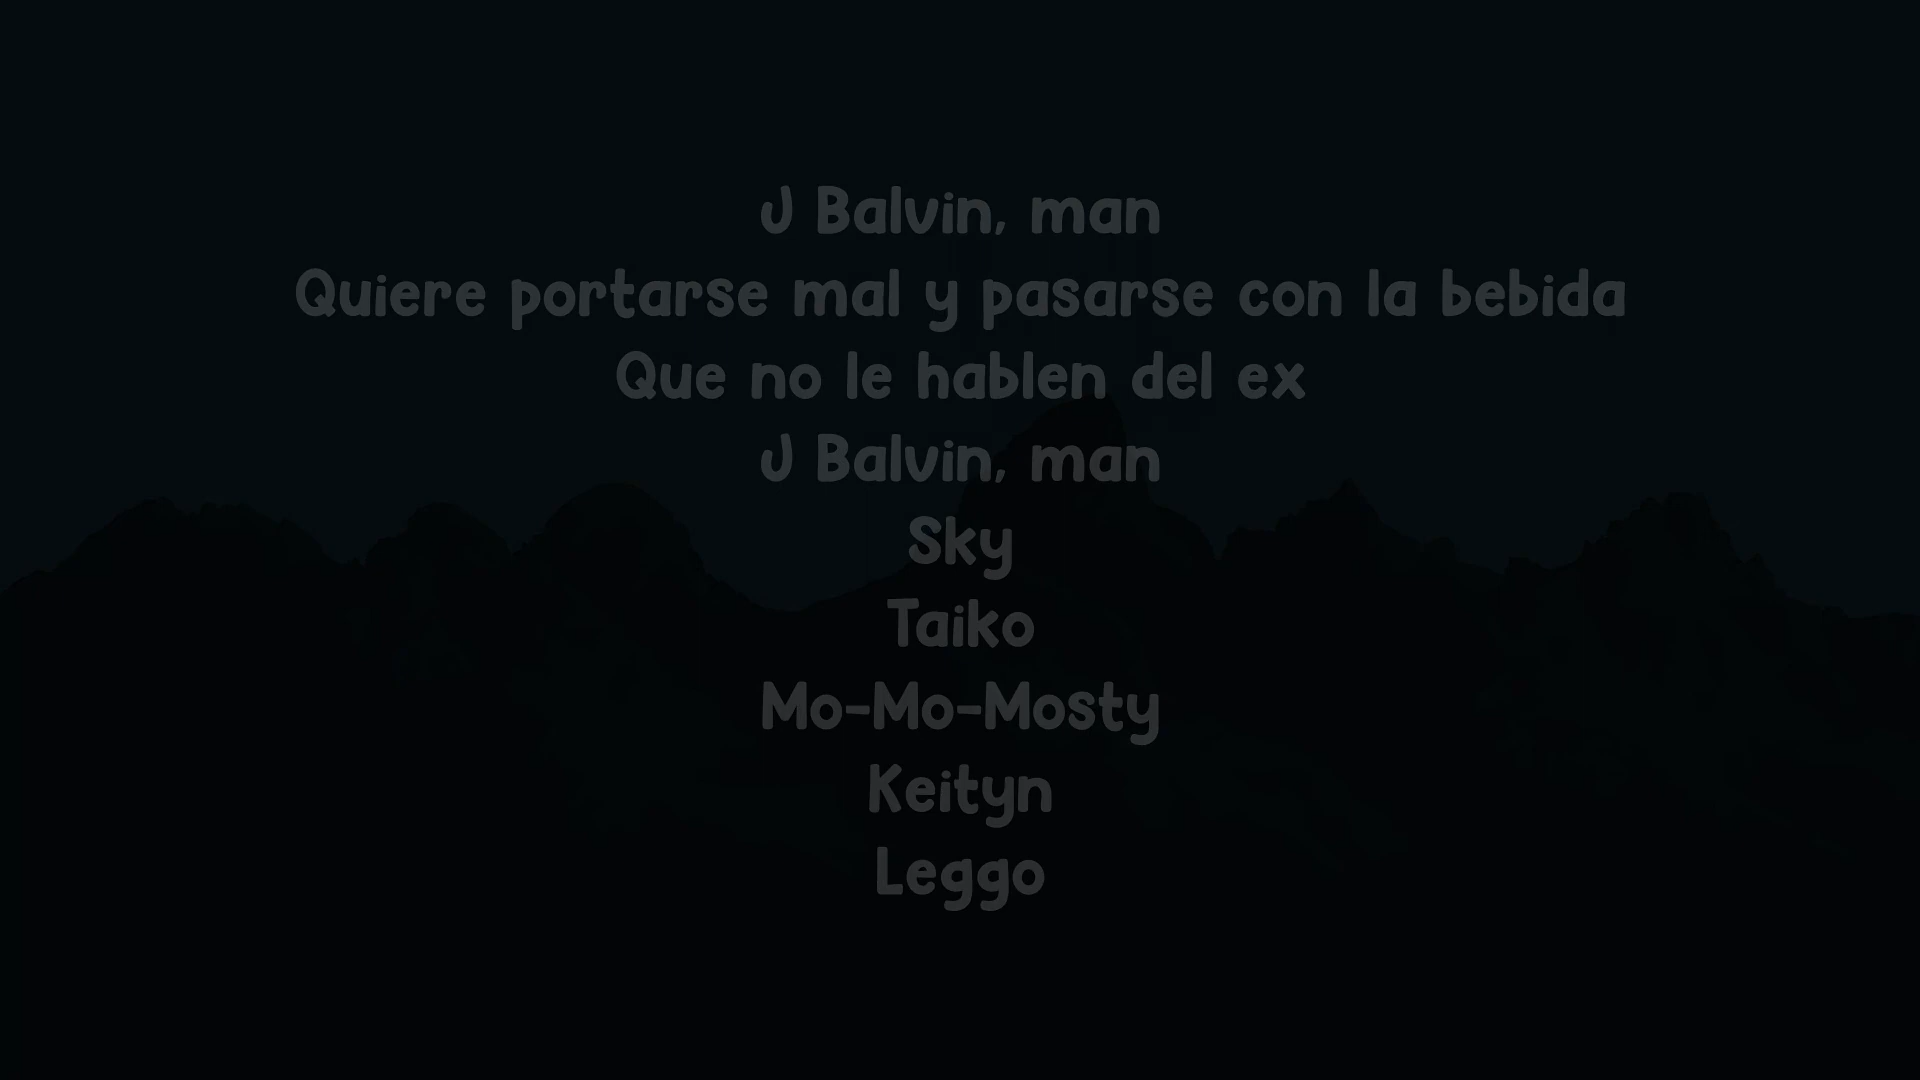 J Balvin, man
Quiere portarse mal y pasarse con la bebida
Que no le hablen del ex
J Balvin, man
Sky
Taiko
Mo-Mo-Mosty
Keityn
Leggo